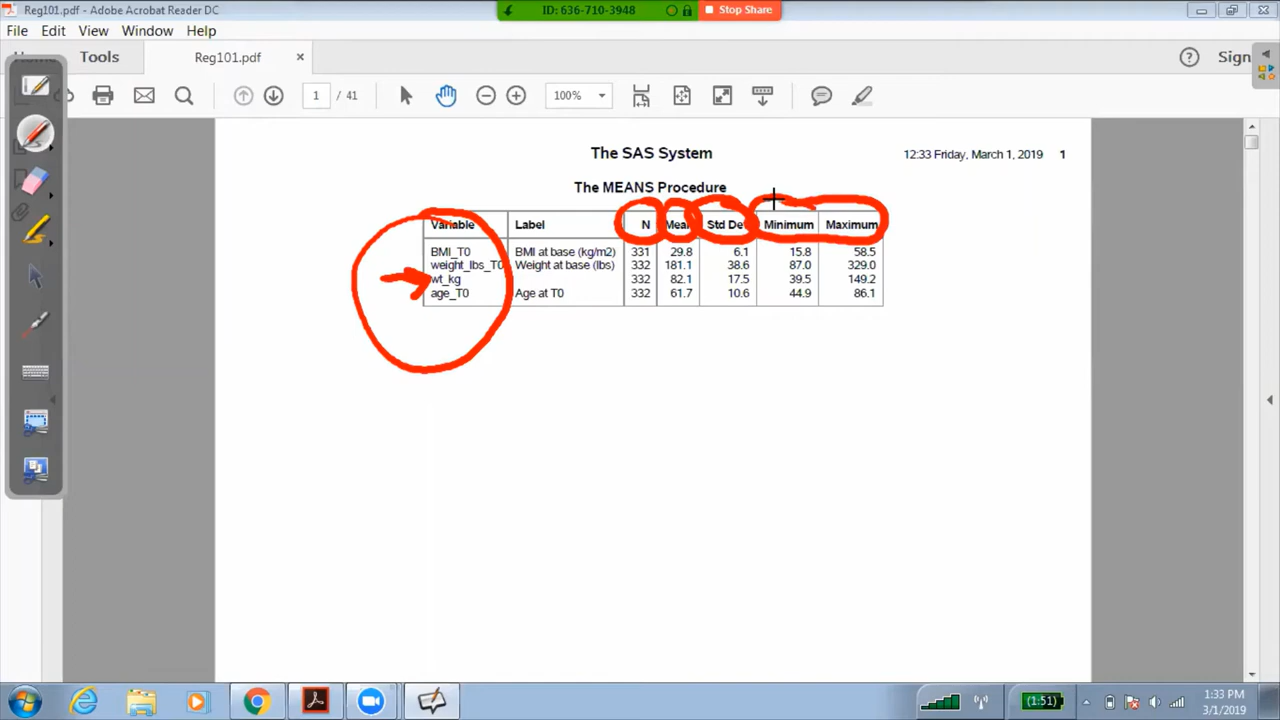 Reg101.pdf - Adobe Acrobat Reader DC
ID: 636-710-3948
Stop Share
File Edit View Window Help
Tools
Reg101.pdf ×
Sign
1 / 41
100%
The SAS System
12:33 Friday, March 1, 2019 1
The MEANS Procedure
Variable Label N Mean Std Dev Minimum Maximum
BMI_T0 BMI at base (kg/m2) 331 29.8 6.1 15.8 58.5
weight_lbs_T0 Weight at base (lbs) 332 181.1 38.6 87.0 329.0
wt_kg 332 82.1 17.5 39.5 149.2
age_T0 Age at T0 332 61.7 10.6 44.9 86.1
(1:51)
1:33 PM
3/1/2019